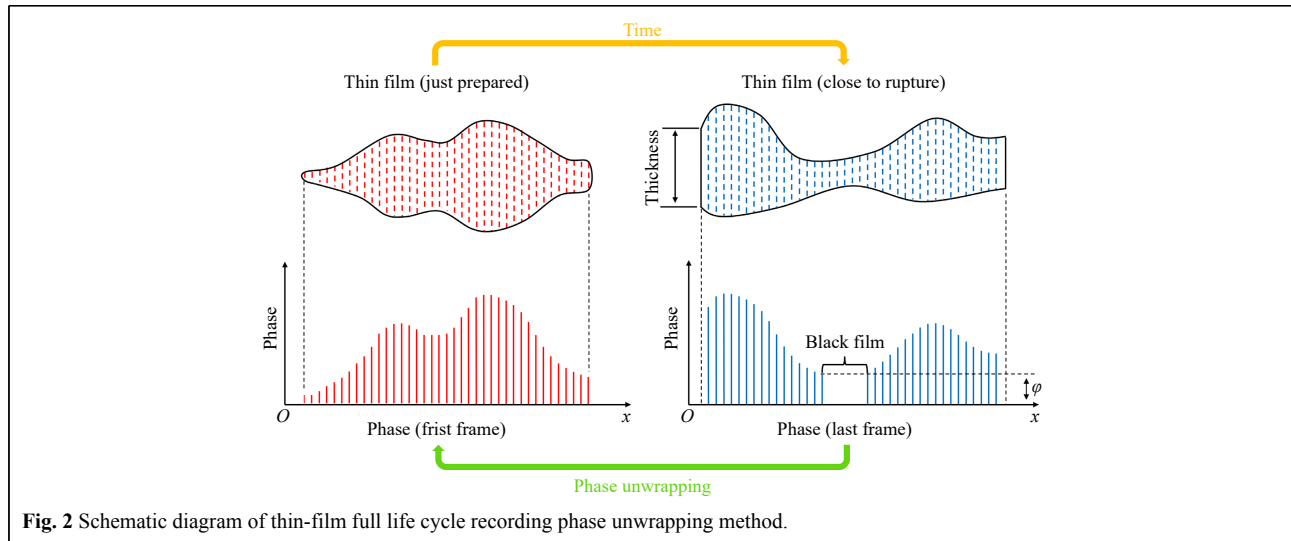 Time
Thin film (just prepared)
Thin film (close to rupture)
Thickness
Phase
O
x
Phase (frist frame)
Phase
Black film
φ
O
x
Phase (last frame)
Phase unwrapping
Fig. 2 Schematic diagram of thin-film full life cycle recording phase unwrapping method.